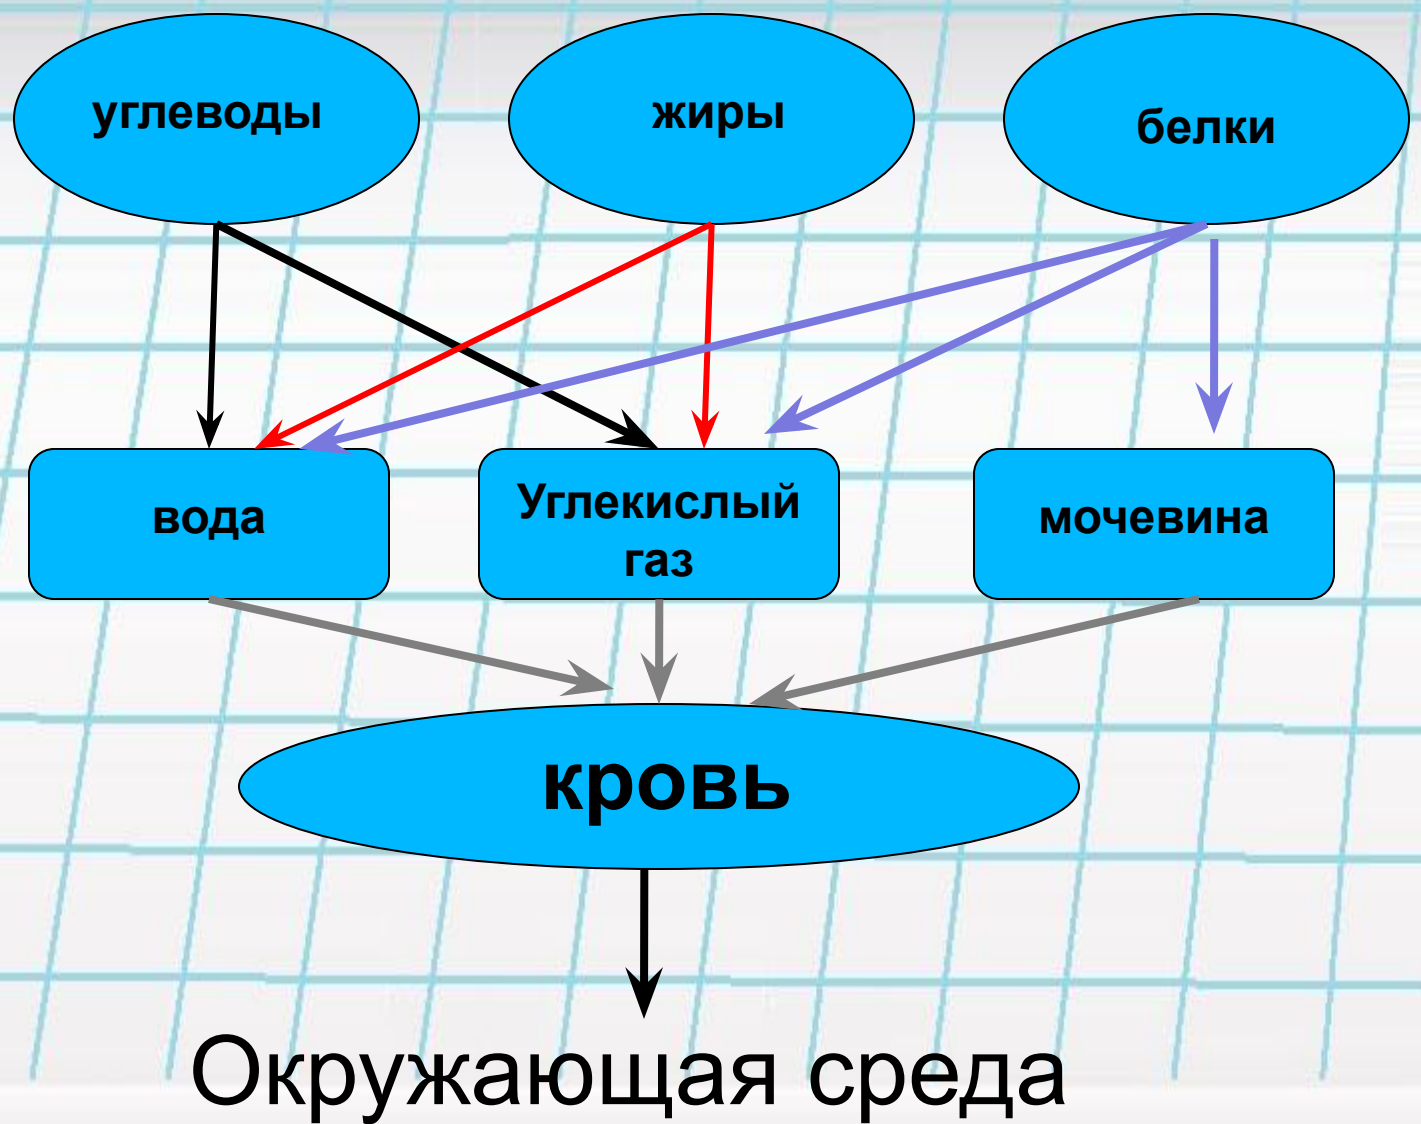 углеводы
жиры
белки
вода
Углекислый
газ
мочевина
кровь
Окружающая среда